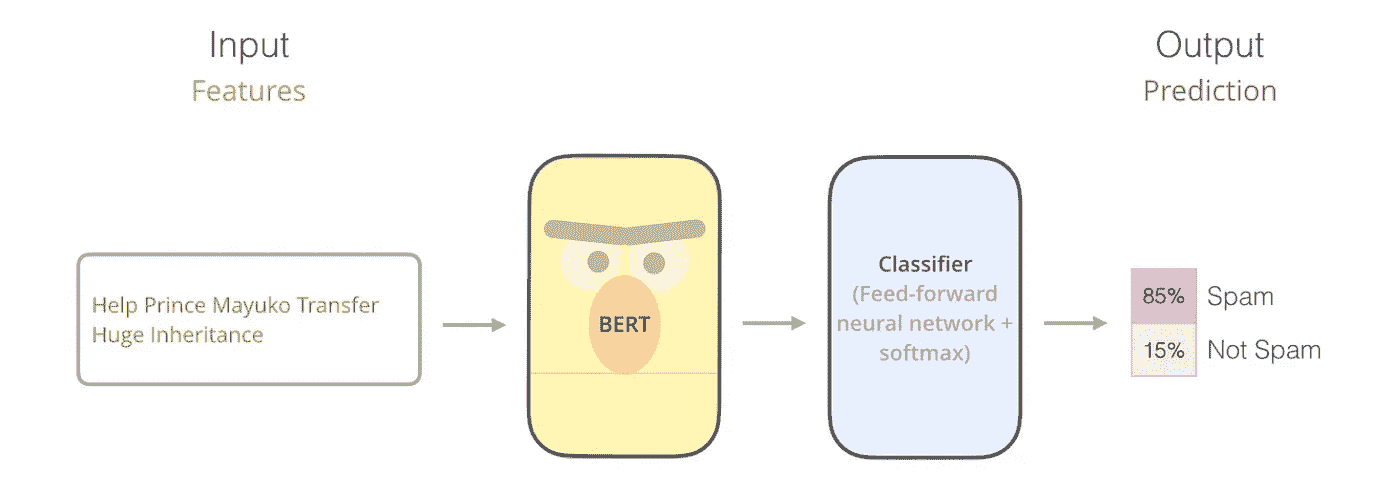 Input
Features
Output
Prediction
Help Prince Mayuko Transfer
Huge Inheritance
BERT
Classifier
(Feed-forward
neural network +
softmax)
85% Spam
15% Not Spam